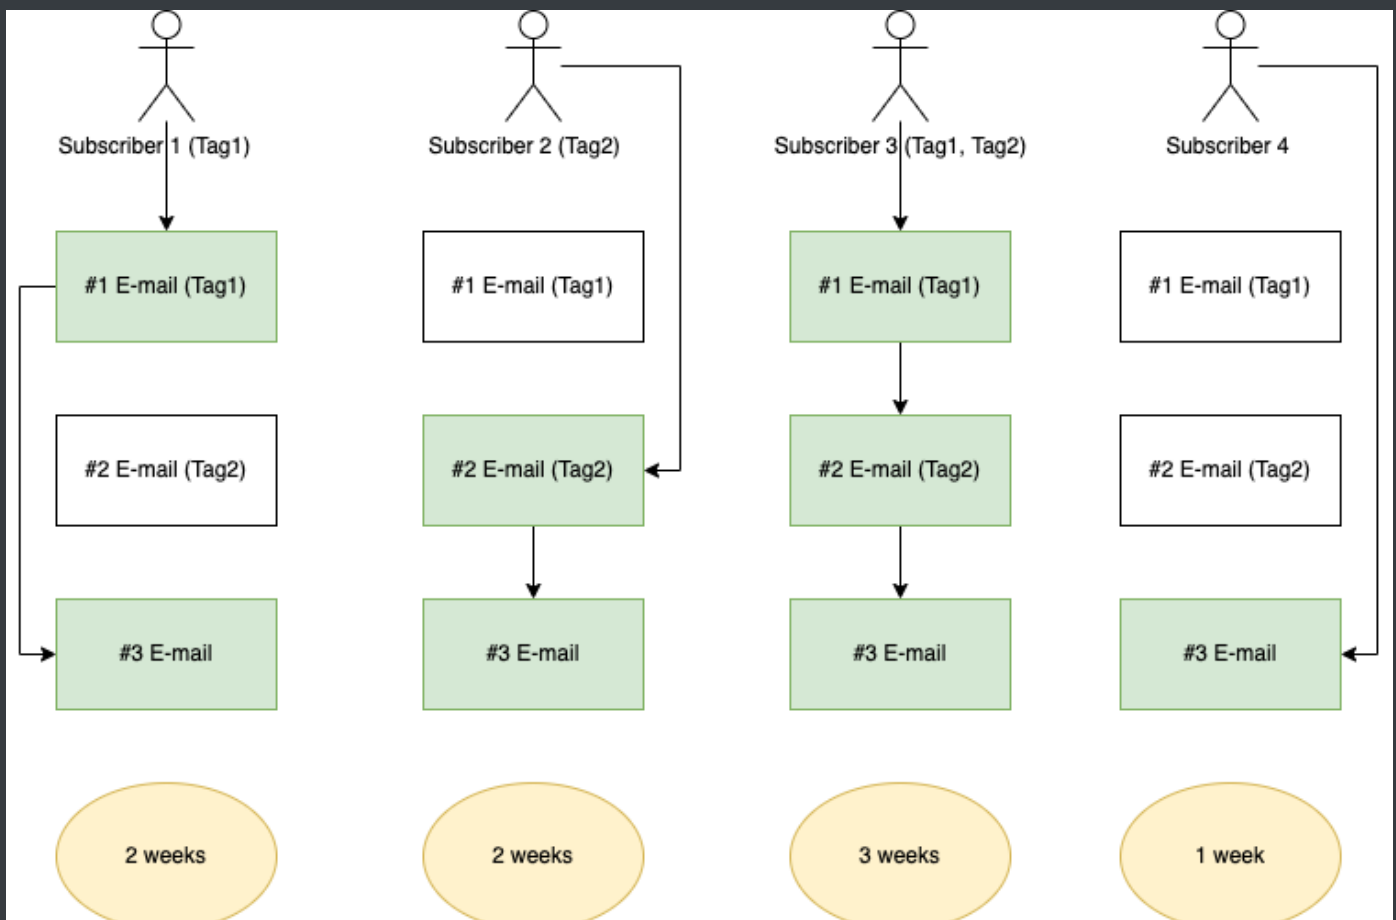 Subscriber 1 (Tag1)
Subscriber 2 (Tag2)
Subscriber 3 (Tag1, Tag2)
Subscriber 4
#1 E-mail (Tag1)
#1 E-mail (Tag1)
#1 E-mail (Tag1)
#1 E-mail (Tag1)
#2 E-mail (Tag2)
#2 E-mail (Tag2)
#2 E-mail (Tag2)
#2 E-mail (Tag2)
#3 E-mail
#3 E-mail
#3 E-mail
#3 E-mail
2 weeks
2 weeks
3 weeks
1 week